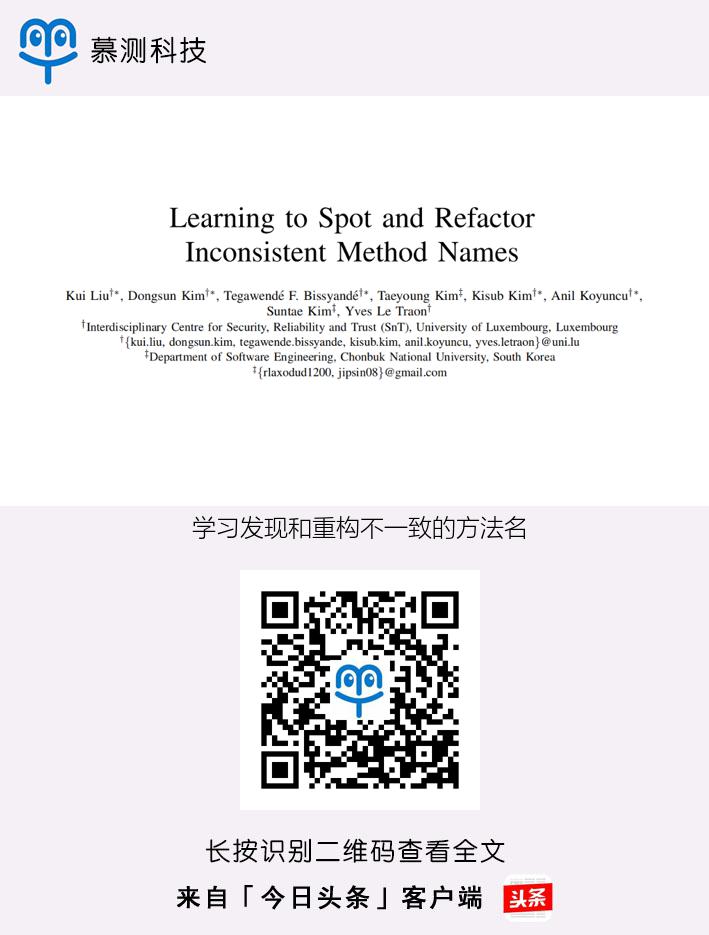 慕测科技
Learning to Spot and Refactor
Inconsistent Method Names
Kui Liu†*, Dongsun Kim†*, Tegawendé F. Bissyandé†*, Taeyoung Kim‡, Kisub Kim†*, Anil Koyuncu†*,
Suntae Kim‡, Yves Le Traon†
†Interdisciplinary Centre for Security, Reliability and Trust (SnT), University of Luxembourg, Luxembourg
†{kui.liu, dongsun.kim, tegawende.bissyande, kisub.kim, anil.koyuncu, yves.letraon}@uni.lu
‡Department of Software Engineering, Chonbuk National University, South Korea
‡{rlaxodud1200, jipsin08}@gmail.com
学习发现和重构不一致的方法名
长按识别二维码查看全文
来自「今日头条」客户端
头条